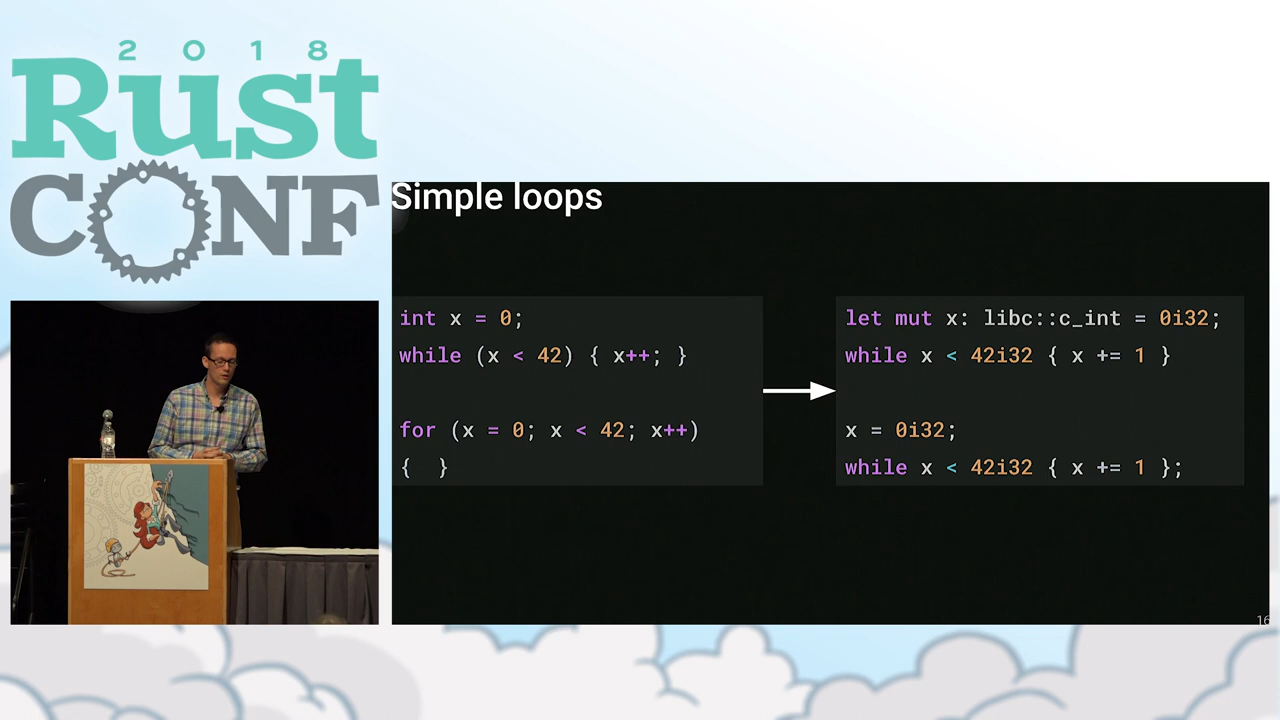 2018
Rust
CONF
Simple loops
int x = 0;
while (x < 42) { x++; }
for (x = 0; x < 42; x++)
{ }
let mut x: libc::c_int = 0i32;
while x < 42i32 { x += 1 }
x = 0i32;
while x < 42i32 { x += 1 };
16